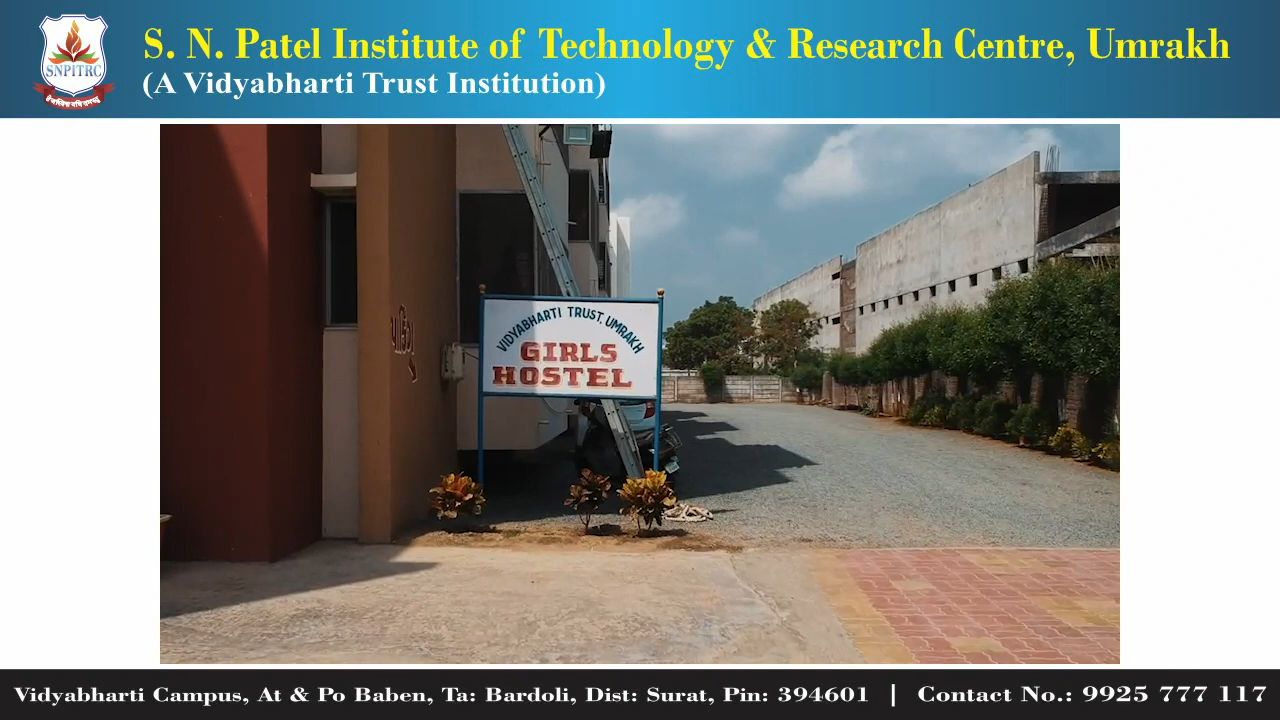 SNPITRC
S. N. Patel Institute of Technology & Research Centre, Umrakh
(A Vidyabharti Trust Institution)
VIDYABHARTI TRUST, UMRAKH
GIRLS
HOSTEL
Vidyabharti Campus, At & Po Baben, Ta: Bardoli, Dist: Surat, Pin: 394601 | Contact No.: 9925 777 117